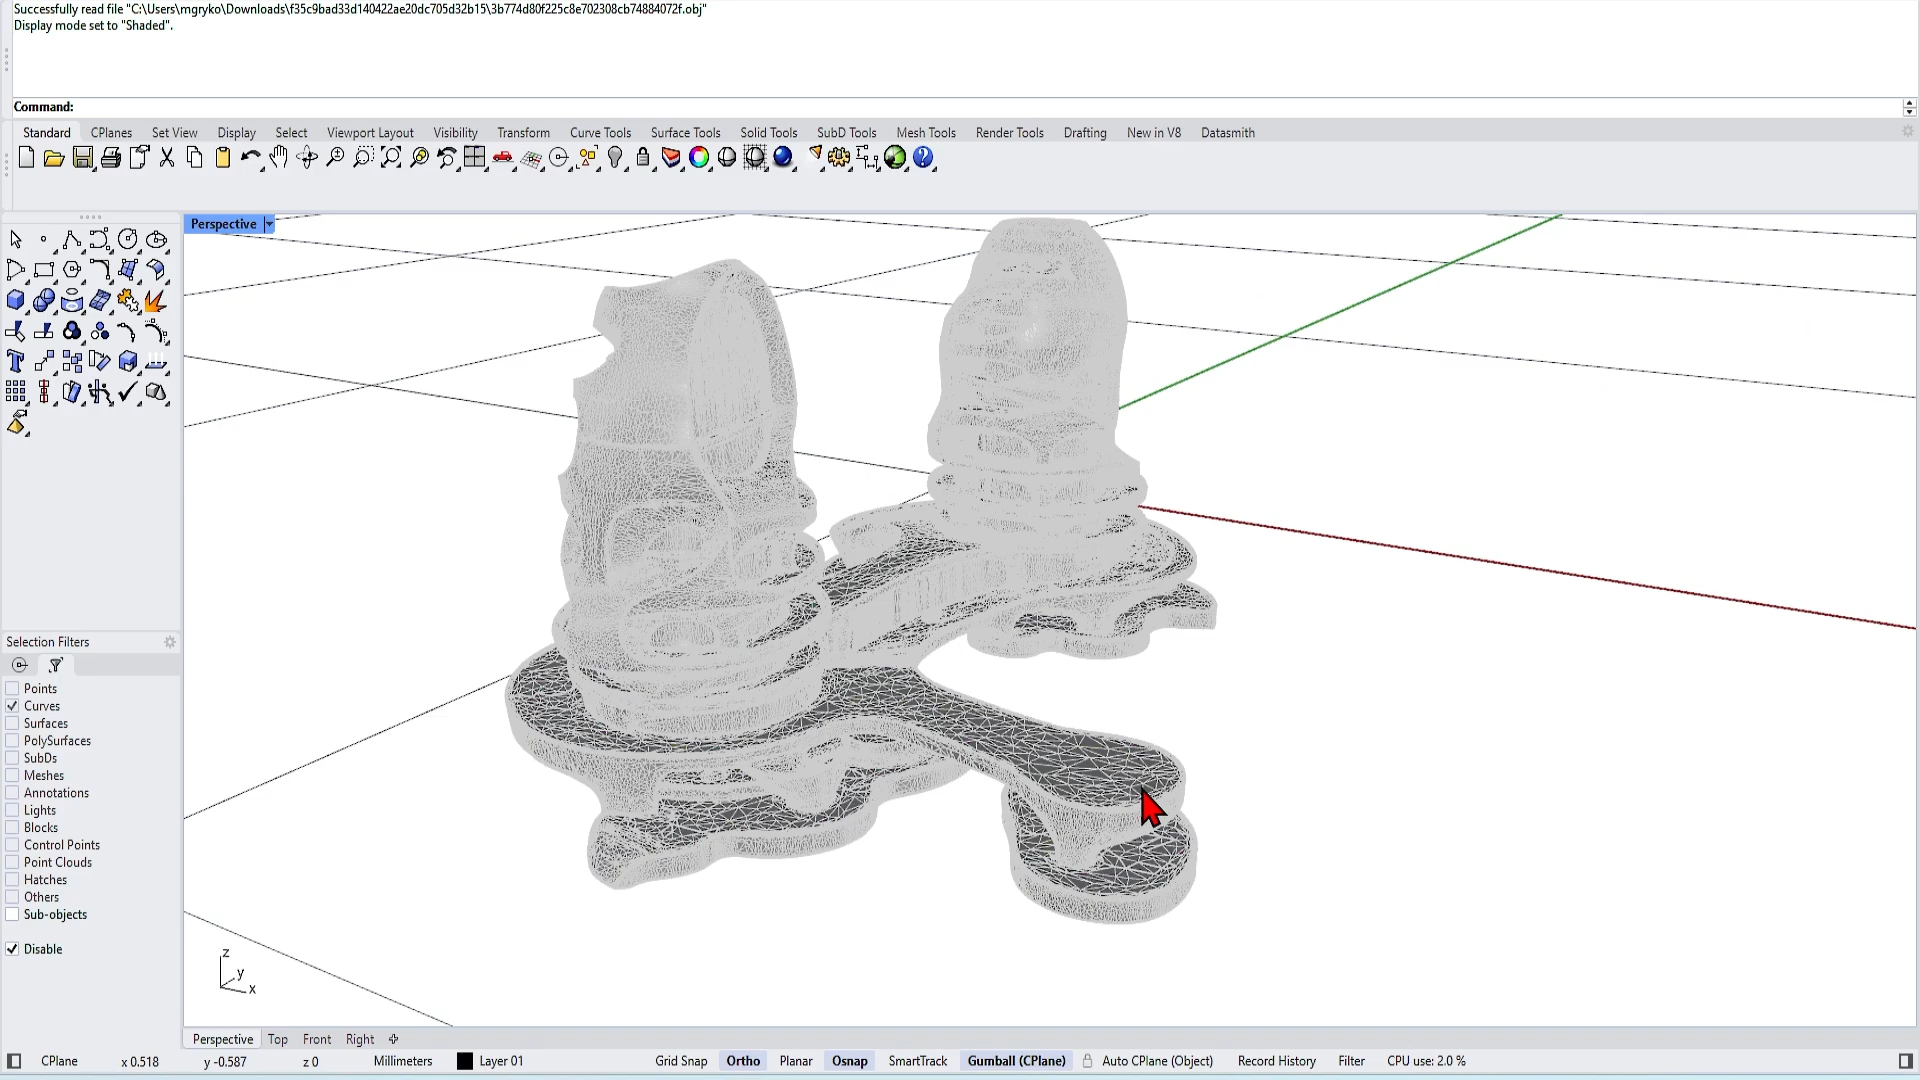 Successfully read file "C:\Users\mgryko\Downloads\f35c9bad33d140422ae20dc705d32b15\3b774d80f225c8e702308cb74884072f.obj"
Display mode set to "Shaded".
Command:
Standard CPlanes Set View Display Select Viewport Layout Visibility Transform Curve Tools Surface Tools Solid Tools SubD Tools Mesh Tools Render Tools Drafting New in V8 Datasmith
Perspective
Selection Filters
Points
Curves
Surfaces
PolySurfaces
SubDs
Meshes
Annotations
Lights
Blocks
Control Points
Point Clouds
Hatches
Others
Sub-objects
Disable
z
y
x
Perspective Top Front Right
CPlane x 0.518 y -0.587 z 0 Millimeters Layer 01 Grid Snap Ortho Planar Osnap SmartTrack Gumball (CPlane) Auto CPlane (Object) Record History Filter CPU use: 2.0 %